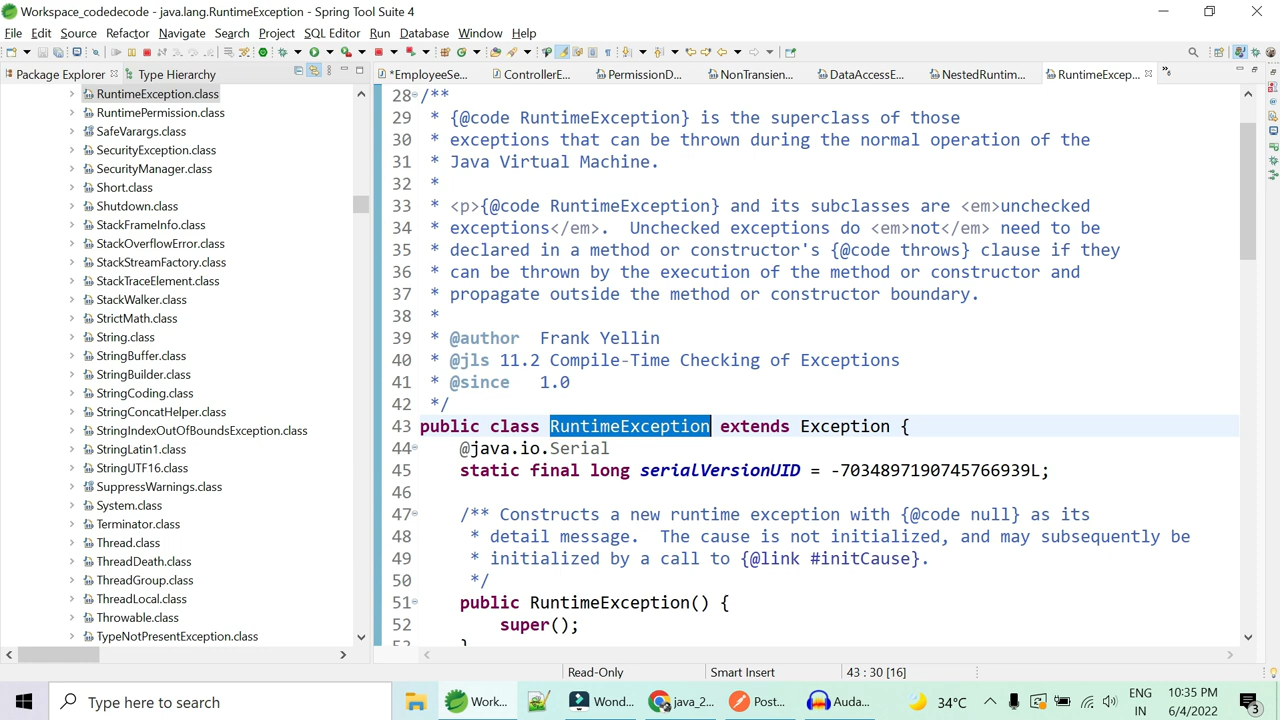 Workspace_codedecode - java.lang.RuntimeException - Spring Tool Suite 4
File Edit Source Refactor Navigate Search Project SQL Editor Run Database Window Help
Package Explorer Type Hierarchy
*EmployeeSe... ControllerE... PermissionD... NonTransien... DataAccessE... NestedRuntim... RuntimeExcep...
RuntimeException.class
RuntimePermission.class
SafeVarargs.class
SecurityException.class
SecurityManager.class
Short.class
Shutdown.class
StackFrameInfo.class
StackOverflowError.class
StackStreamFactory.class
StackTraceElement.class
StackWalker.class
StrictMath.class
String.class
StringBuffer.class
StringBuilder.class
StringCoding.class
StringConcatHelper.class
StringIndexOutOfBoundsException.class
StringLatin1.class
StringUTF16.class
SuppressWarnings.class
System.class
Terminator.class
Thread.class
ThreadDeath.class
ThreadGroup.class
ThreadLocal.class
Throwable.class
TypeNotPresentException.class
28 /**
29 * {@code RuntimeException} is the superclass of those
30 * exceptions that can be thrown during the normal operation of the
31 * Java Virtual Machine.
32 *
33 * <p>{@code RuntimeException} and its subclasses are <em>unchecked
34 * exceptions</em>.  Unchecked exceptions do <em>not</em> need to be
35 * declared in a method or constructor's {@code throws} clause if they
36 * can be thrown by the execution of the method or constructor and
37 * propagate outside the method or constructor boundary.
38 *
39 * @author  Frank Yellin
40 * @jls 11.2 Compile-Time Checking of Exceptions
41 * @since   1.0
42 */
43 public class RuntimeException extends Exception {
44 @java.io.Serial
45 static final long serialVersionUID = -7034897190745766939L;
46
47 /** Constructs a new runtime exception with {@code null} as its
48 * detail message.  The cause is not initialized, and may subsequently be
49 * initialized by a call to {@link #initCause}.
50 */
51 public RuntimeException() {
52 super();
53 }
Read-Only Smart Insert 43 : 30 [16]
Type here to search
Work... Wond... java_2... Post... Auda... 34°C ENG IN 10:35 PM 6/4/2022 3